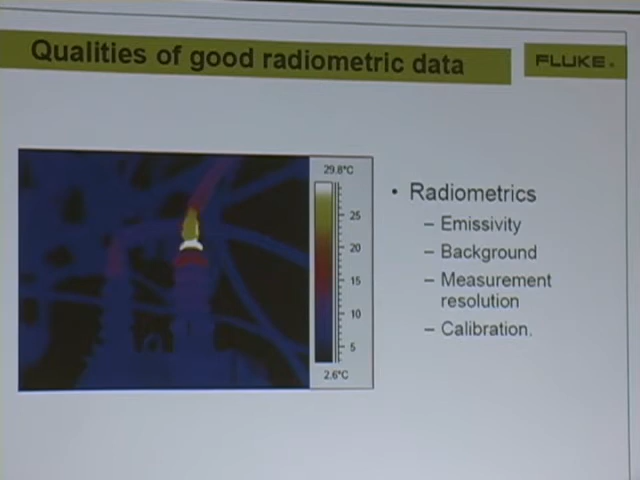 Qualities of good radiometric data
FLUKE®
29.8°C
25
20
15
10
5
2.6°C
• Radiometrics
– Emissivity
– Background
– Measurement
resolution
– Calibration.